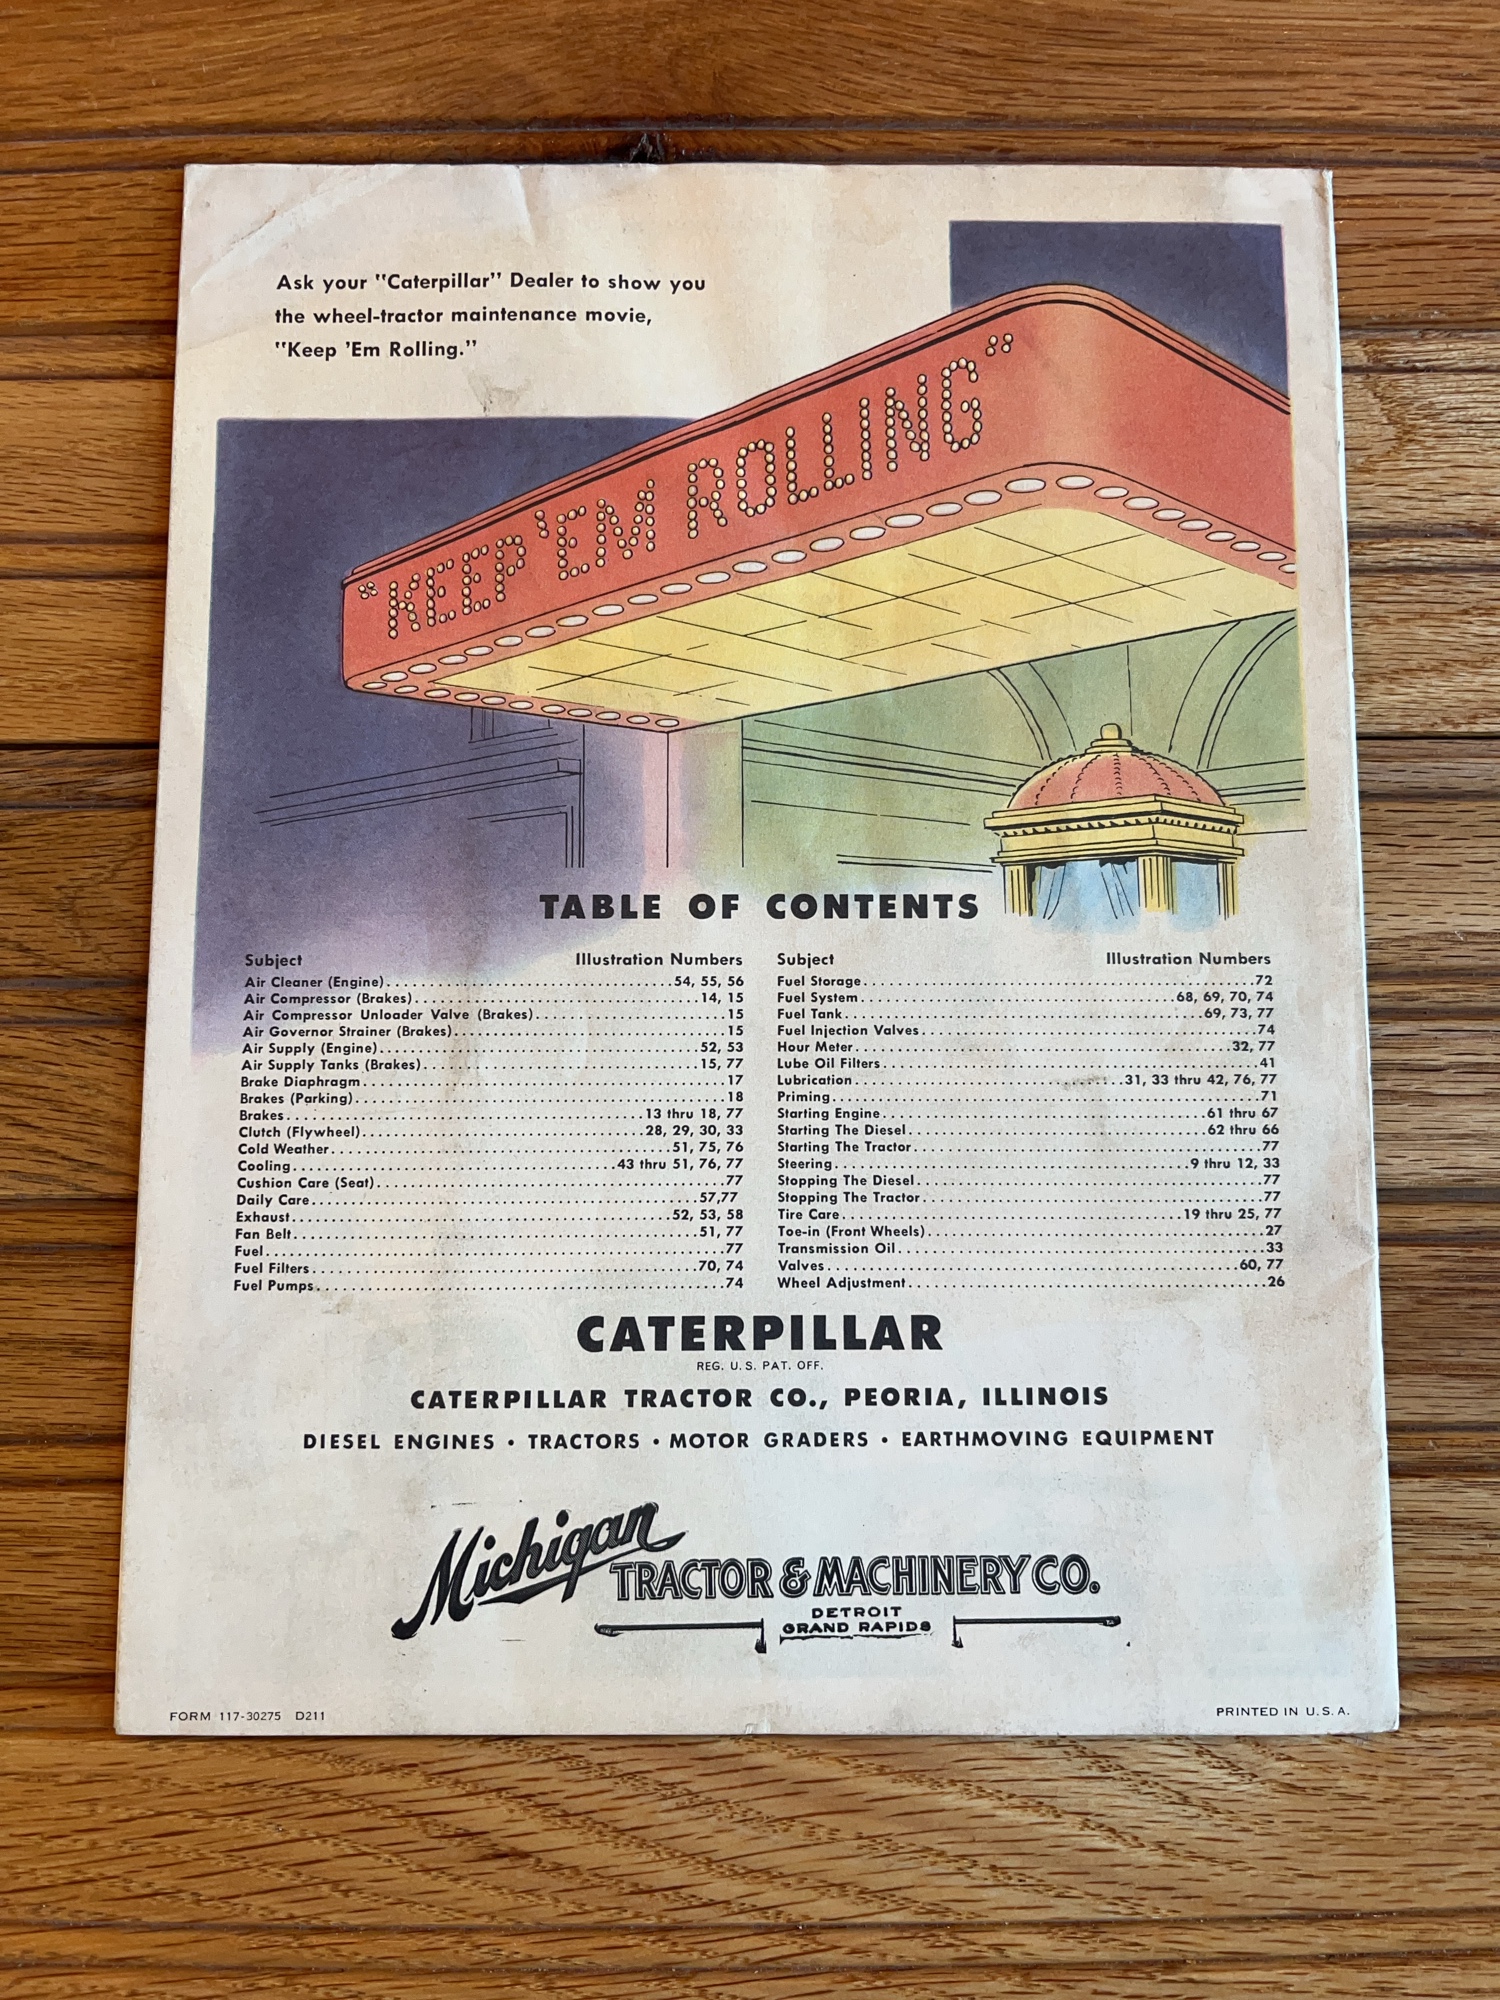 Ask your "Caterpillar" Dealer to show you
the wheel-tractor maintenance movie,
"Keep 'Em Rolling."
"KEEP 'EM ROLLING"
TABLE OF CONTENTS
Subject Illustration Numbers
Air Cleaner (Engine)....54, 55, 56
Air Compressor (Brakes)....14, 15
Air Compressor Unloader Valve (Brakes)....15
Air Governor Strainer (Brakes)....15
Air Supply (Engine)....52, 53
Air Supply Tanks (Brakes)....15, 77
Brake Diaphragm....17
Brakes (Parking)....18
Brakes....13 thru 18, 77
Clutch (Flywheel)....28, 29, 30, 33
Cold Weather....51, 75, 76
Cooling....43 thru 51, 76, 77
Cushion Care (Seat)....77
Daily Care....57,77
Exhaust....52, 53, 58
Fan Belt....51, 77
Fuel....77
Fuel Filters....70, 74
Fuel Pumps....74
Subject Illustration Numbers
Fuel Storage....72
Fuel System....68, 69, 70, 74
Fuel Tank....69, 73, 77
Fuel Injection Valves....74
Hour Meter....32, 77
Lube Oil Filters....41
Lubrication....31, 33 thru 42, 76, 77
Priming....71
Starting Engine....61 thru 67
Starting The Diesel....62 thru 66
Starting The Tractor....77
Steering....9 thru 12, 33
Stopping The Diesel....77
Stopping The Tractor....77
Tire Care....19 thru 25, 77
Toe-in (Front Wheels)....27
Transmission Oil....33
Valves....60, 77
Wheel Adjustment....26
CATERPILLAR
REG. U. S. PAT. OFF.
CATERPILLAR TRACTOR CO., PEORIA, ILLINOIS
DIESEL ENGINES • TRACTORS • MOTOR GRADERS • EARTHMOVING EQUIPMENT
Michigan
TRACTOR & MACHINERY CO.
DETROIT
GRAND RAPIDS
FORM 117-30275 D211
PRINTED IN U. S. A.